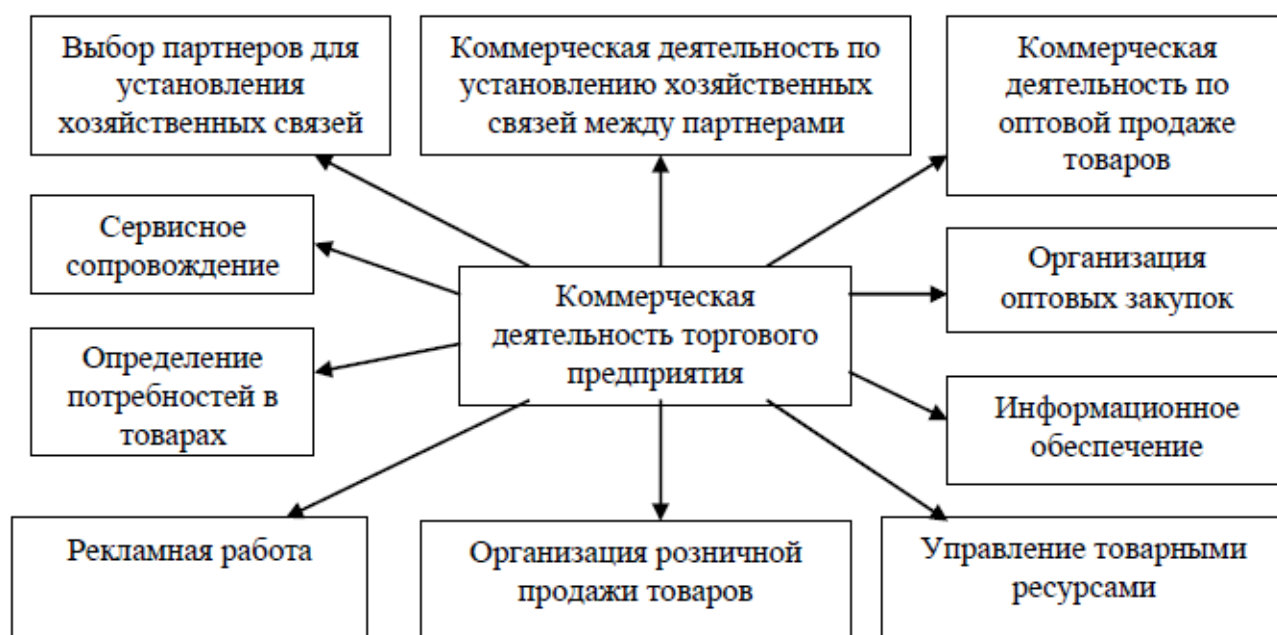 Выбор партнеров для
установления
хозяйственных связей
Коммерческая деятельность по
установлению хозяйственных
связей между партнерами
Коммерческая
деятельность по
оптовой продаже
товаров
Сервисное
сопровождение
Коммерческая
деятельность торгового
предприятия
Организация
оптовых закупок
Определение
потребностей в
товарах
Информационное
обеспечение
Рекламная работа
Организация розничной
продажи товаров
Управление товарными
ресурсами